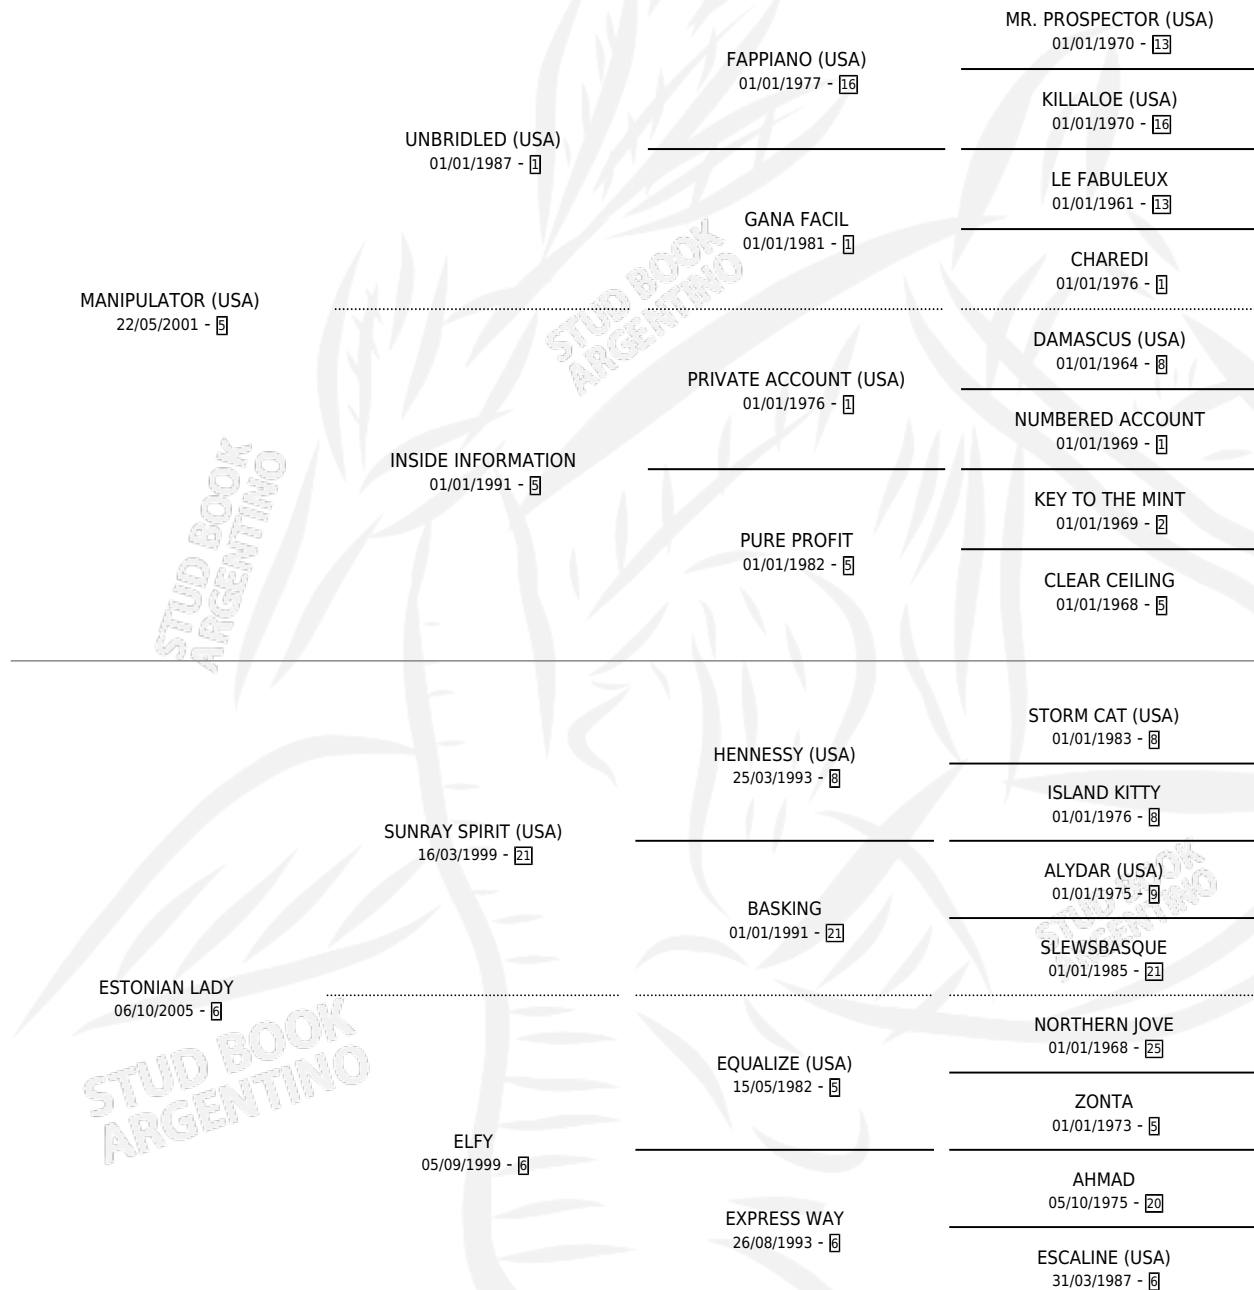 MR. PROSPECTOR (USA)
01/01/1970 - 13
FAPPIANO (USA)
01/01/1977 - 16
KILLALOE (USA)
01/01/1970 - 16
UNBRIDLED (USA)
01/01/1987 - 1
LE FABULEUX
01/01/1961 - 13
GANA FACIL
01/01/1981 - 1
CHAREDI
01/01/1976 - 1
MANIPULATOR (USA)
22/05/2001 - 5
DAMASCUS (USA)
01/01/1964 - 8
PRIVATE ACCOUNT (USA)
01/01/1976 - 1
NUMBERED ACCOUNT
01/01/1969 - 1
INSIDE INFORMATION
01/01/1991 - 5
KEY TO THE MINT
01/01/1969 - 2
PURE PROFIT
01/01/1982 - 5
CLEAR CEILING
01/01/1968 - 5
STORM CAT (USA)
01/01/1983 - 8
HENNESSY (USA)
25/03/1993 - 8
ISLAND KITTY
01/01/1976 - 8
SUNRAY SPIRIT (USA)
16/03/1999 - 21
ALYDAR (USA)
01/01/1975 - 9
BASKING
01/01/1991 - 21
SLEWSBASQUE
01/01/1985 - 21
ESTONIAN LADY
06/10/2005 - 6
NORTHERN JOVE
01/01/1968 - 25
EQUALIZE (USA)
15/05/1982 - 5
ZONTA
01/01/1973 - 5
ELFY
05/09/1999 - 6
AHMAD
05/10/1975 - 20
EXPRESS WAY
26/08/1993 - 6
ESCALINE (USA)
31/03/1987 - 6
STUD BOOK
ARGENTINO
STUD BOOK
ARGENTINO
STUD BOOK
ARGENTINO
STUD BOOK
ARGENTINO